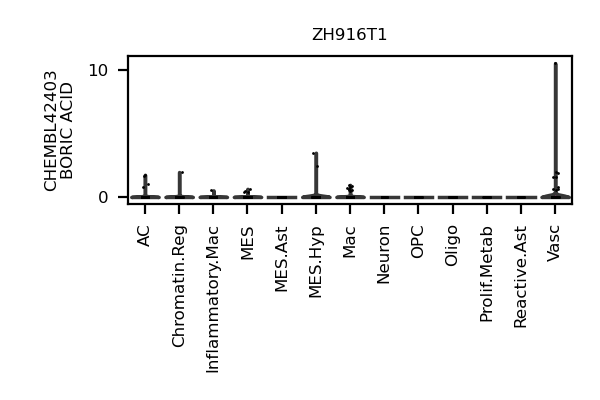 ZH916T1
CHEMBL42403
BORIC ACID
10
0
AC
Chromatin.Reg
Inflammatory.Mac
MES
MES.Ast
MES.Hyp
Mac
Neuron
OPC
Oligo
Prolif.Metab
Reactive.Ast
Vasc